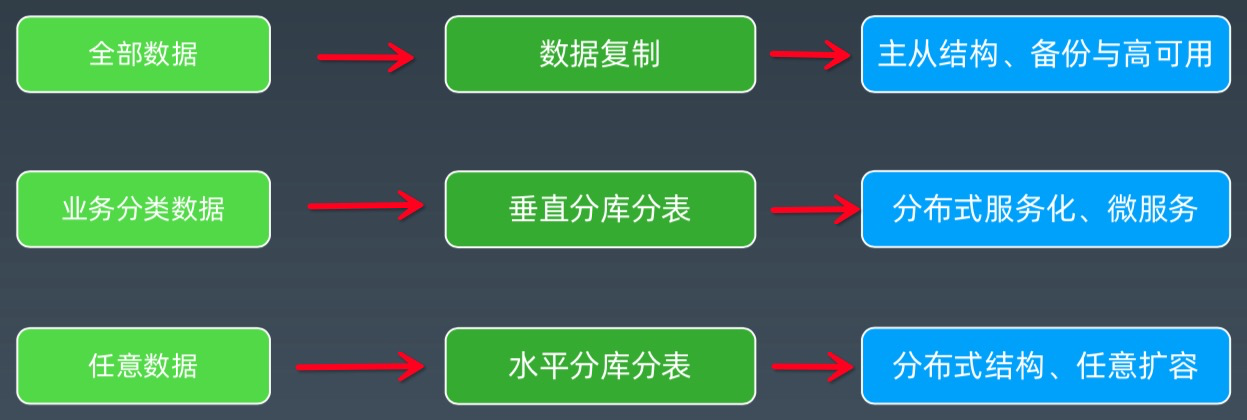 全部数据
数据复制
主从结构、备份与高可用
业务分类数据
垂直分库分表
分布式服务化、微服务
任意数据
水平分库分表
分布式结构、任意扩容